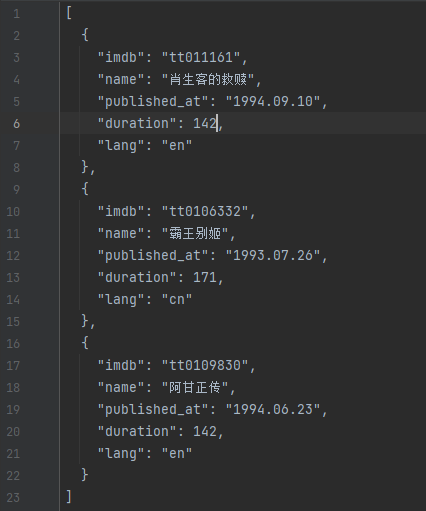 1 [
2 {
3 "imdb": "tt011161",
4 "name": "肖生客的救赎",
5 "published_at": "1994.09.10",
6 "duration": 142,
7 "lang": "en"
8 },
9 {
10 "imdb": "tt0106332",
11 "name": "霸王别姬",
12 "published_at": "1993.07.26",
13 "duration": 171,
14 "lang": "cn"
15 },
16 {
17 "imdb": "tt0109830",
18 "name": "阿甘正传",
19 "published_at": "1994.06.23",
20 "duration": 142,
21 "lang": "en"
22 }
23 ]